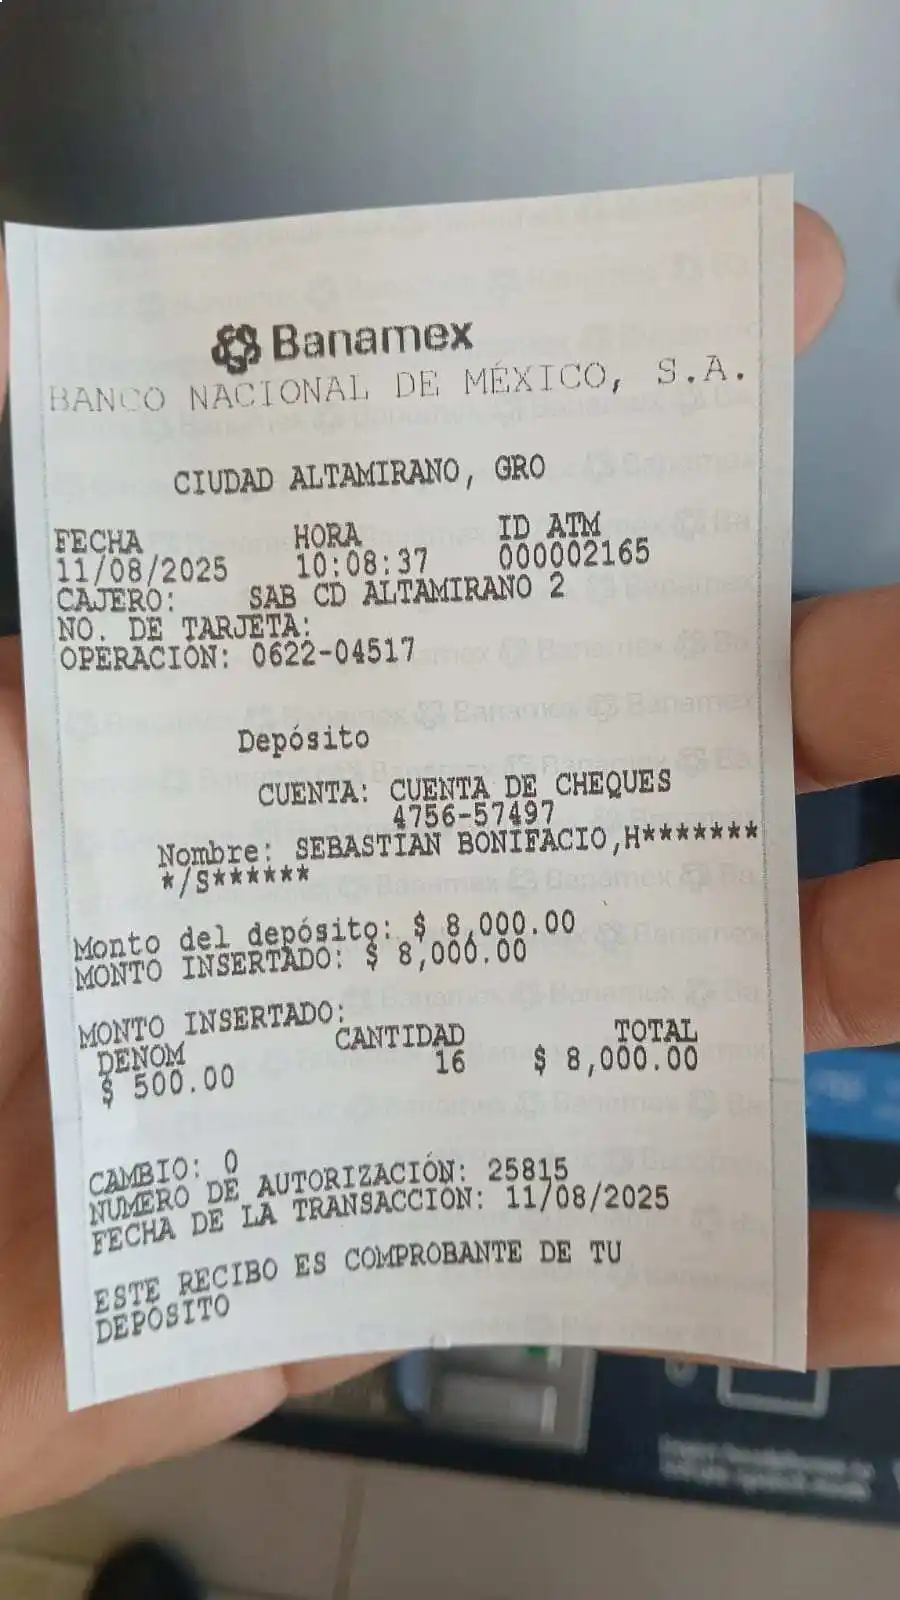 Banamex
BANCO NACIONAL DE MÉXICO, S.A.
CIUDAD ALTAMIRANO, GRO
FECHA HORA ID ATM
11/08/2025 10:08:37 000002165
CAJERO: SAB CD ALTAMIRANO 2
NO. DE TARJETA:
OPERACIÓN: 0622-04517
Depósito
CUENTA: CUENTA DE CHEQUES
4756-57497
Nombre: SEBASTIAN BONIFACIO,H*******
*/S******
Monto del depósito: $ 8,000.00
MONTO INSERTADO: $ 8,000.00
MONTO INSERTADO:
DENOM CANTIDAD TOTAL
$ 500.00 16 $ 8,000.00
CAMBIO: 0
NUMERO DE AUTORIZACIÓN: 25815
FECHA DE LA TRANSACCIÓN: 11/08/2025
ESTE RECIBO ES COMPROBANTE DE TU
DEPÓSITO